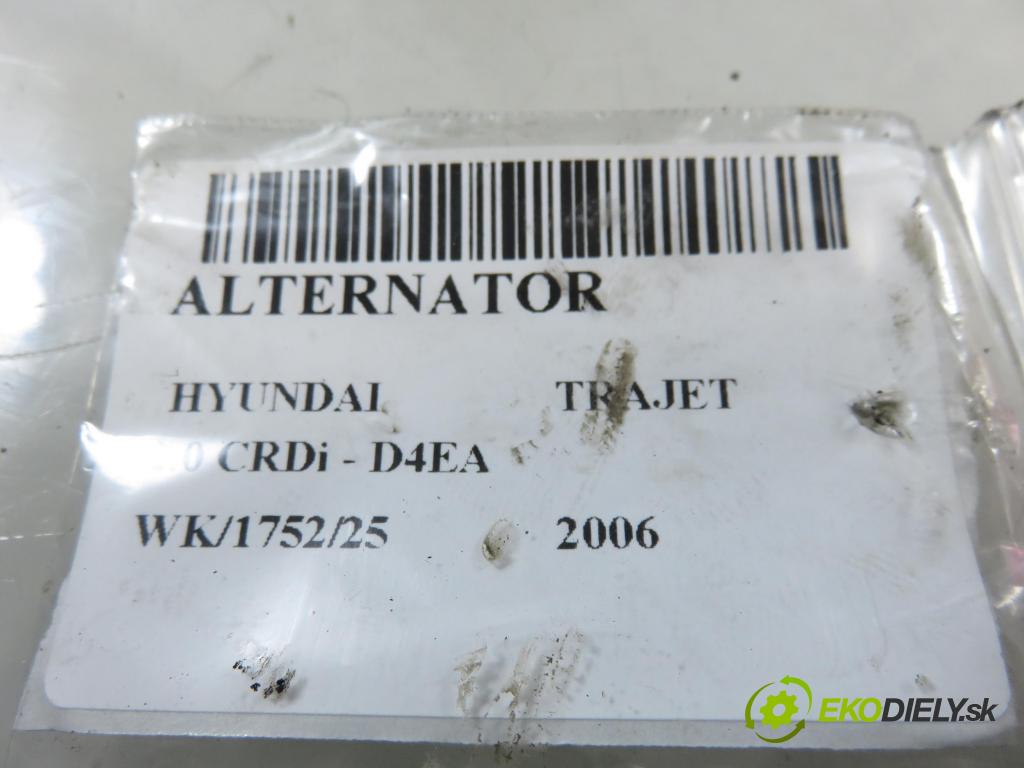 ALTERNATOR
HYUNDAI TRAJET
CRDi - D4EA
WK/1752/25 2006
EKODIELY.sk